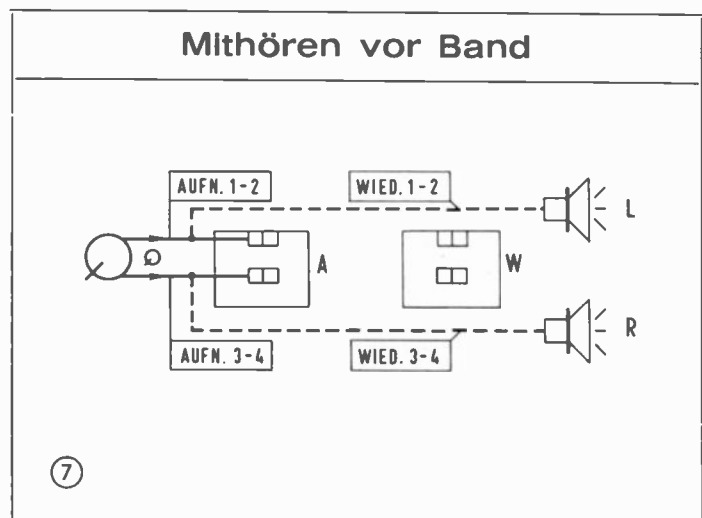 Mithören vor Band
AUFN. 1-2
WIED. 1-2
L
A
W
R
AUFN. 3-4
WIED. 3-4
7